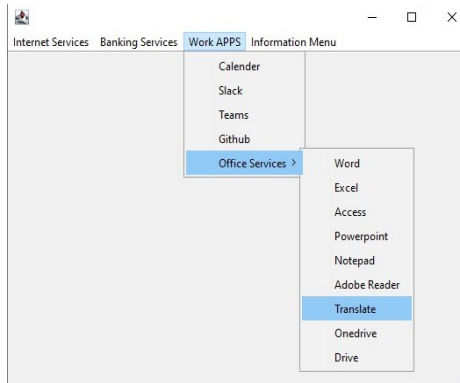 Internet Services Banking Services Work APPS Information Menu
Calender
Slack
Teams
Github
Office Services >
Word
Excel
Access
Powerpoint
Notepad
Adobe Reader
Translate
Onedrive
Drive